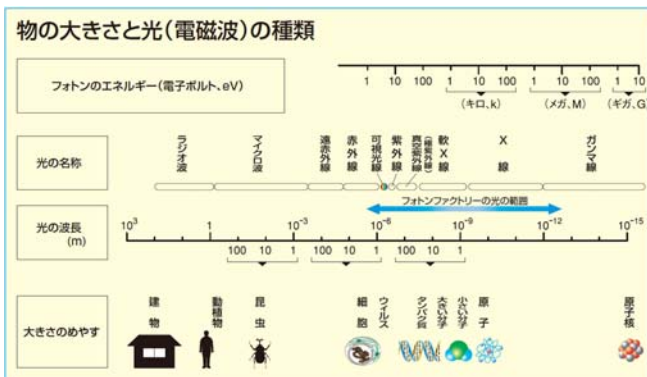 物の大きさと光（電磁波）の種類
フォトンのエネルギー（電子ボルト、eV）
1 10 100 1 10 100 1 10 100 1 10
（キロ、k） （メガ、M） （ギガ、G）
光の名称
ラジオ波
マイクロ波
遠赤外線
赤外線
可視光線
紫外線
真空紫外線
（極紫外線）
軟X線
X線
ガンマ線
フォトンファクトリーの光の範囲
光の波長
（m）
10³ 1 10⁻³ 10⁻⁶ 10⁻⁹ 10⁻¹² 10⁻¹⁵
100 10 1 100 10 1 100 10 1
大きさのめやす
建物
動植物
昆虫
細胞
ウィルス
タンパク質
大きい分子
小さい分子
原子
原子核